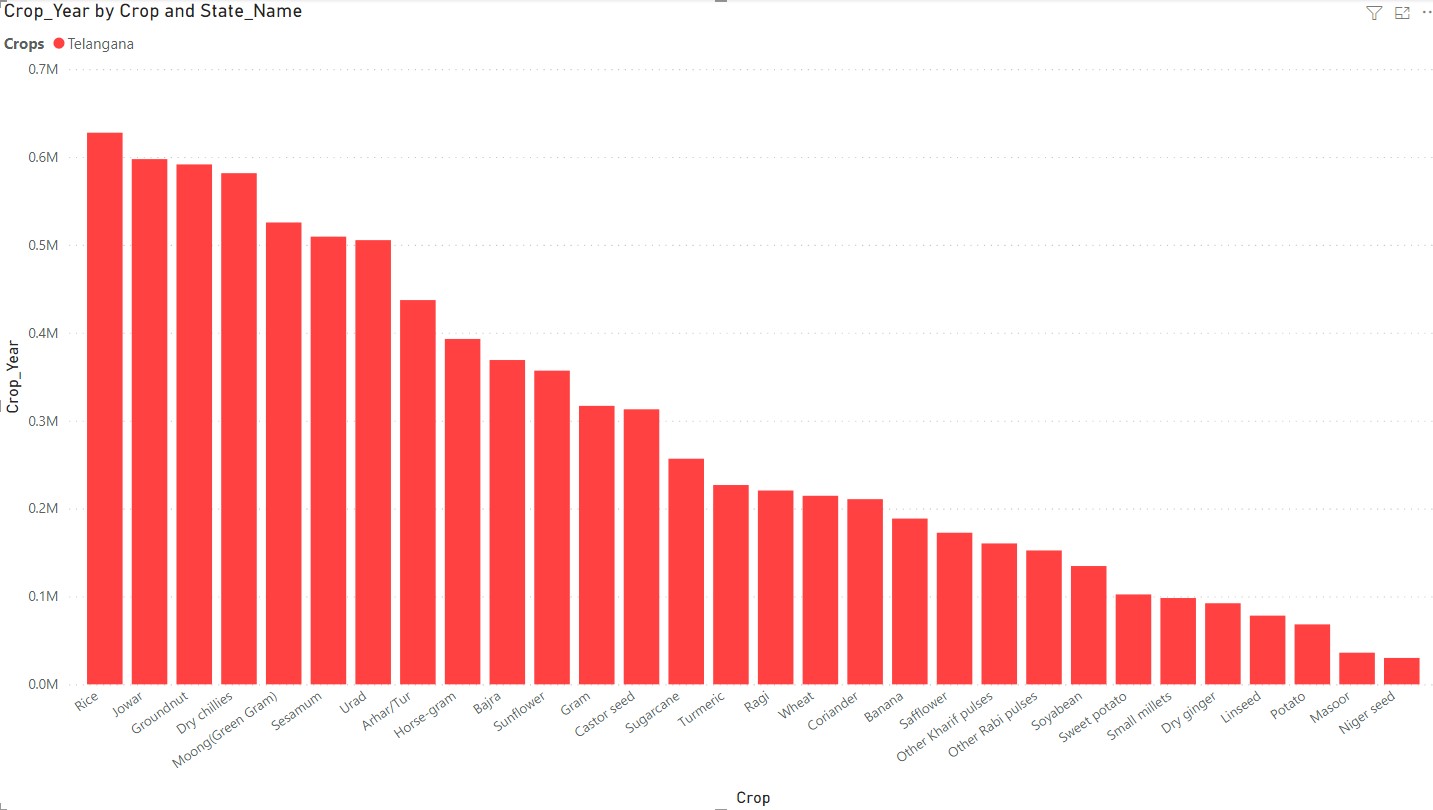 Crop_Year by Crop and State_Name
Crops Telangana
0.7M
0.6M
0.5M
0.4M
0.3M
0.2M
0.1M
0.0M
Crop_Year
Rice
Jowar
Groundnut
Dry chillies
Moong(Green Gram)
Sesamum
Urad
Arhar/Tur
Horse-gram
Bajra
Sunflower
Gram
Castor seed
Sugarcane
Turmeric
Ragi
Wheat
Coriander
Banana
Safflower
Other Kharif pulses
Other Rabi pulses
Soyabean
Sweet potato
Small millets
Dry ginger
Linseed
Potato
Masoor
Niger seed
Crop